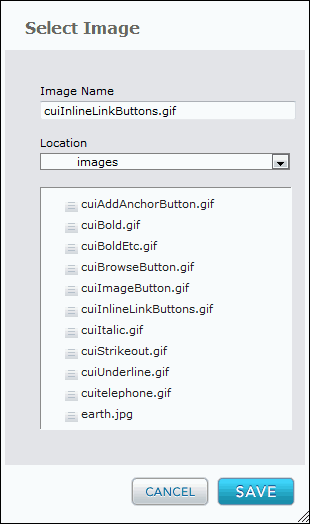 Select Image
Image Name
cuiInlineLinkButtons.gif
Location
images
cuiAddAnchorButton.gif
cuiBold.gif
cuiBoldEtc.gif
cuiBrowseButton.gif
cuiImageButton.gif
cuiInlineLinkButtons.gif
cuiItalic.gif
cuiStrikeout.gif
cuiUnderline.gif
cuitelephone.gif
earth.jpg
CANCEL SAVE